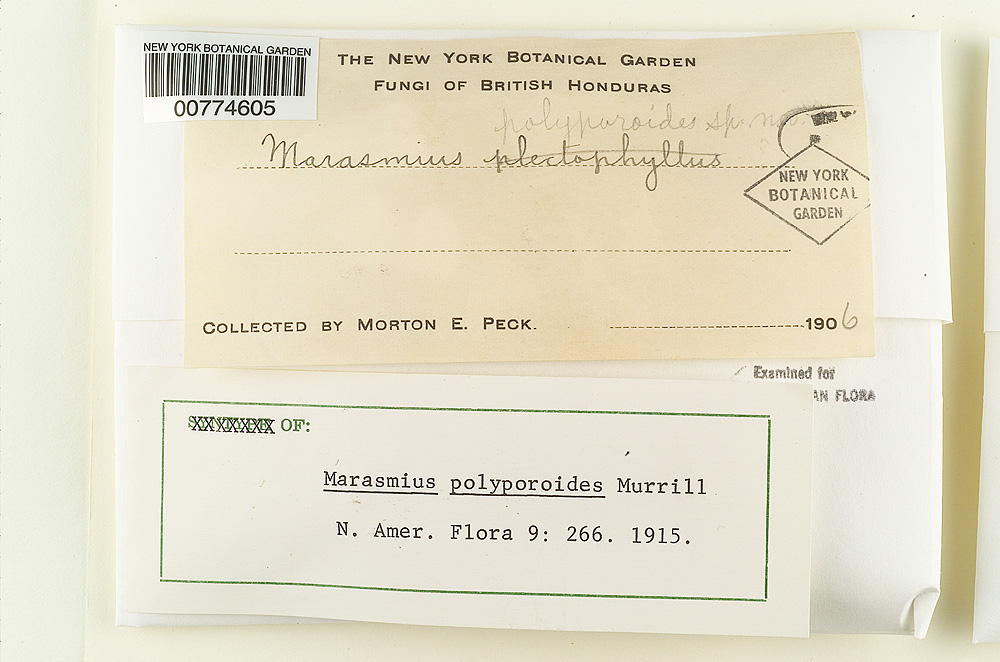 NEW YORK BOTANICAL GARDEN
00774605
THE NEW YORK BOTANICAL GARDEN
FUNGI OF BRITISH HONDURAS
polyporoides sp. no.
Marasmius plectophyllus
NEW YORK
BOTANICAL
GARDEN
COLLECTED BY MORTON E. PECK. 1906
Examined for
AN FLORA
OF:
Marasmius polyporoides Murrill
N. Amer. Flora 9: 266. 1915.